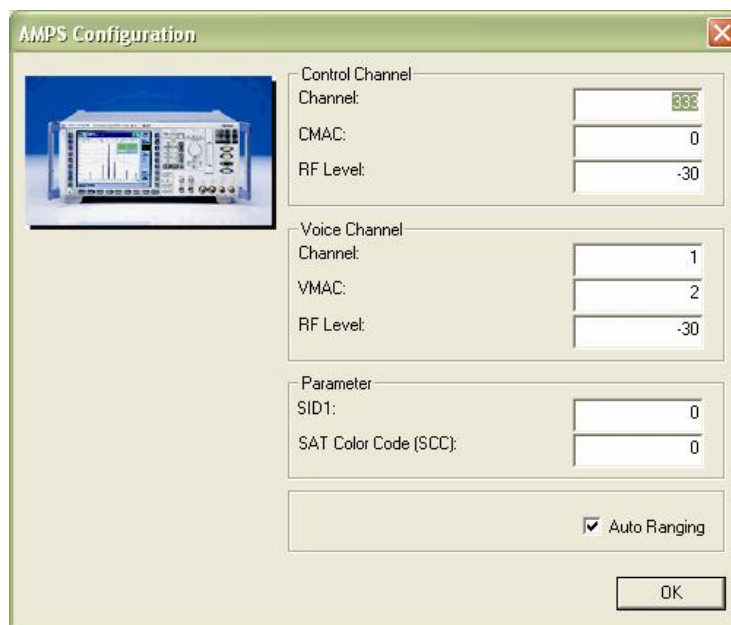 AMPS Configuration
Control Channel
Channel: 333
CMAC: 0
RF Level: -30
Voice Channel
Channel: 1
VMAC: 2
RF Level: -30
Parameter
SID1: 0
SAT Color Code (SCC): 0
Auto Ranging
OK